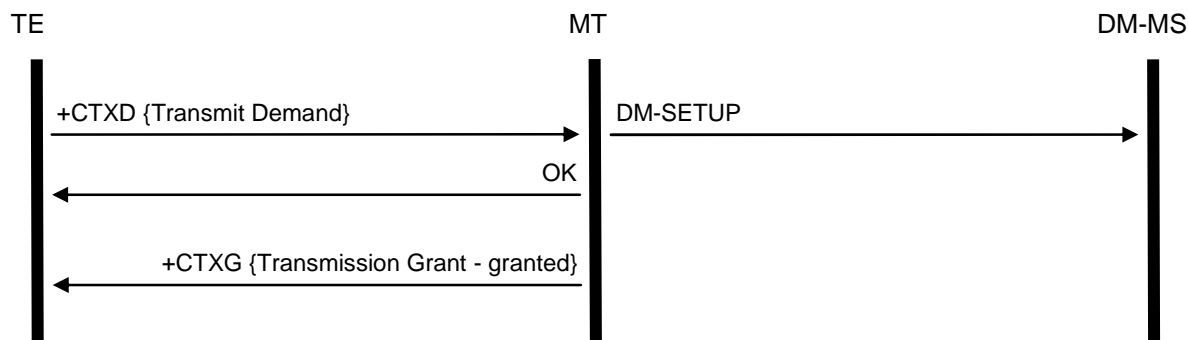 TE
MT
DM-MS
+CTXD {Transmit Demand}
DM-SETUP
OK
+CTXG {Transmission Grant - granted}